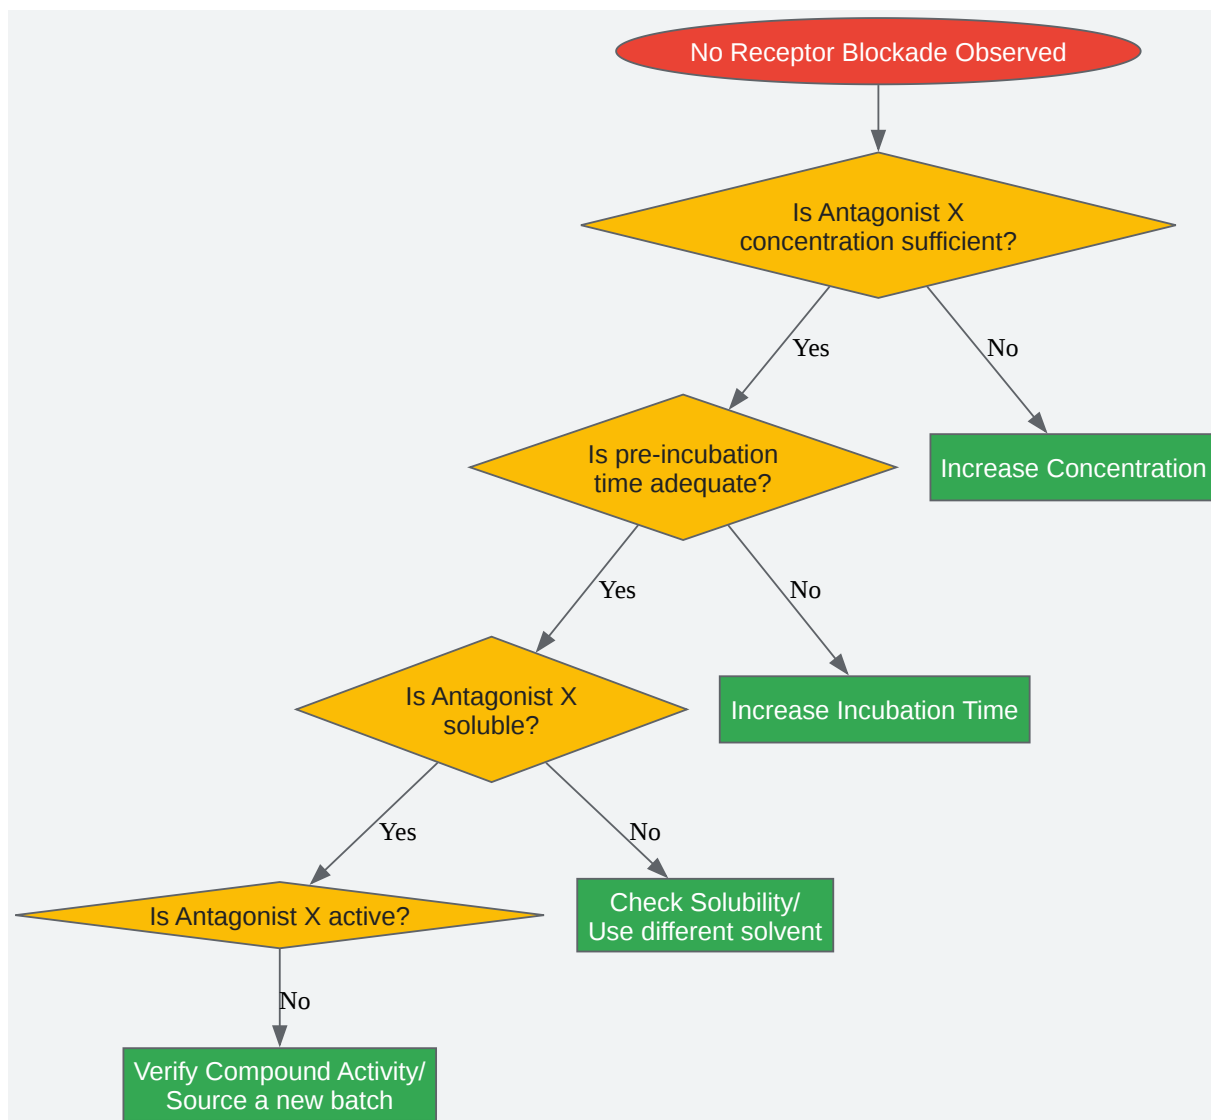 No Receptor Blockade Observed
Is Antagonist X
concentration sufficient?
Yes
No
Is pre-incubation
time adequate?
Increase Concentration
Yes
No
Is Antagonist X
soluble?
Increase Incubation Time
Yes
No
Is Antagonist X active?
Check Solubility/
Use different solvent
No
Verify Compound Activity/
Source a new batch